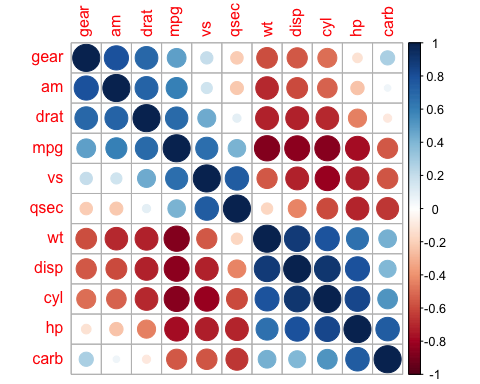 gear am drat mpg vs qsec wt disp cyl hp carb
gear
am
drat
mpg
vs
qsec
wt
disp
cyl
hp
carb
1
0.8
0.6
0.4
0.2
0
-0.2
-0.4
-0.6
-0.8
-1